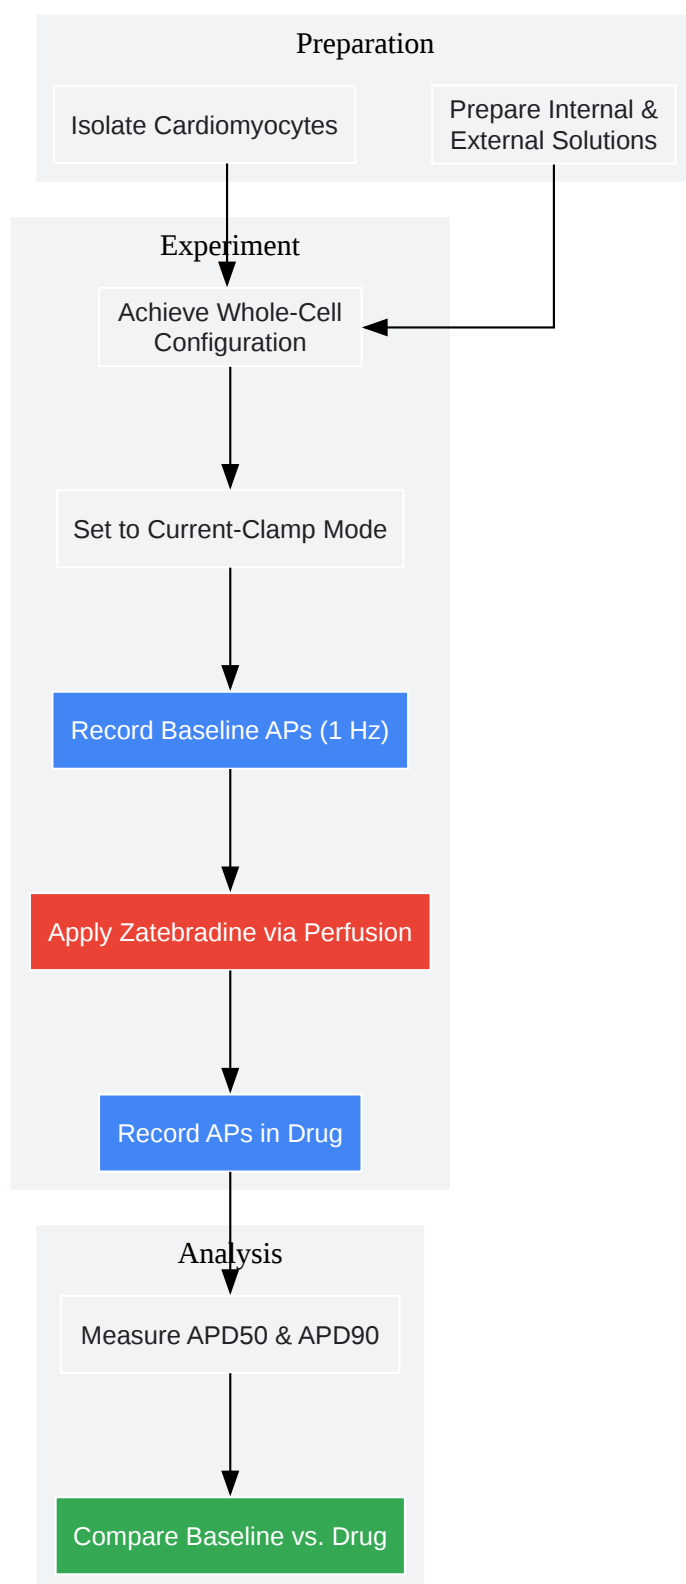 Preparation
Isolate Cardiomyocytes
Prepare Internal &
External Solutions
Experiment
Achieve Whole-Cell
Configuration
Set to Current-Clamp Mode
Record Baseline APs (1 Hz)
Apply Zatebradine via Perfusion
Record APs in Drug
Analysis
Measure APD50 & APD90
Compare Baseline vs. Drug